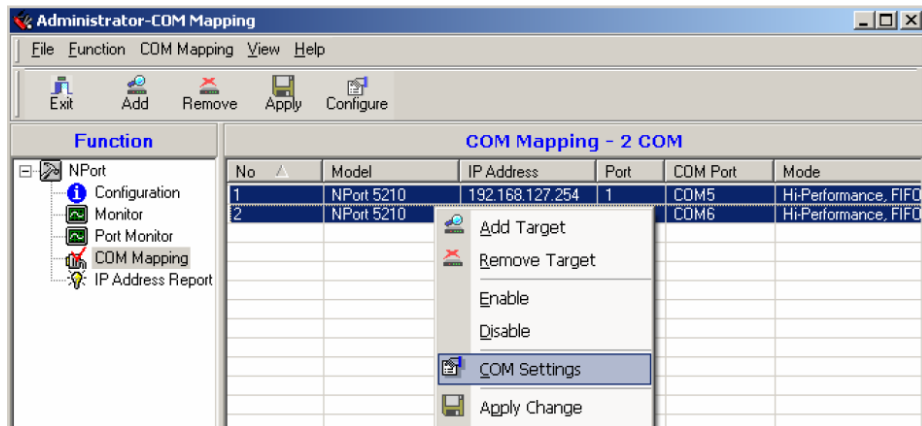 Administrator-COM Mapping
File Function COM Mapping View Help
Exit Add Remove Apply Configure
Function
COM Mapping - 2 COM
NPort
Configuration
Monitor
Port Monitor
COM Mapping
IP Address Report
No Model IP Address Port COM Port Mode
1 NPort 5210 192.168.127.254 1 COM5 Hi-Performance, FIFO
2 NPort 5210 COM6 Hi-Performance, FIFO
Add Target
Remove Target
Enable
Disable
COM Settings
Apply Change